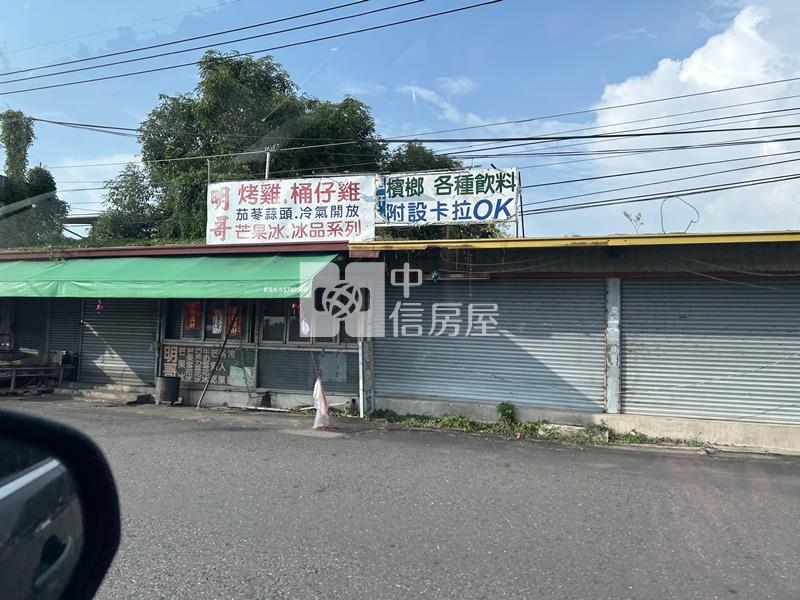 明哥
烤雞.桶仔雞
茄苳蒜頭.冷氣開放
芒果冰.冰品系列
檳榔 各種飲料
附設卡拉OK
中信房屋
明哥